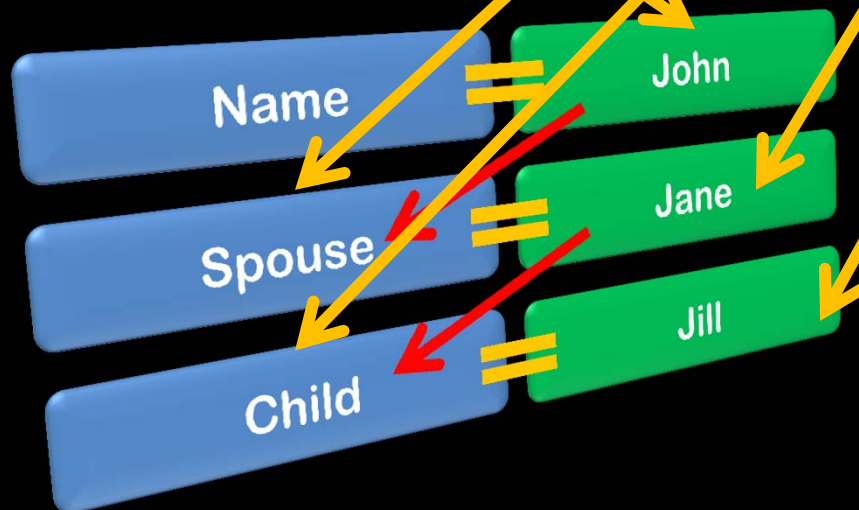 Name = John
Spouse = Jane
Child = Jill